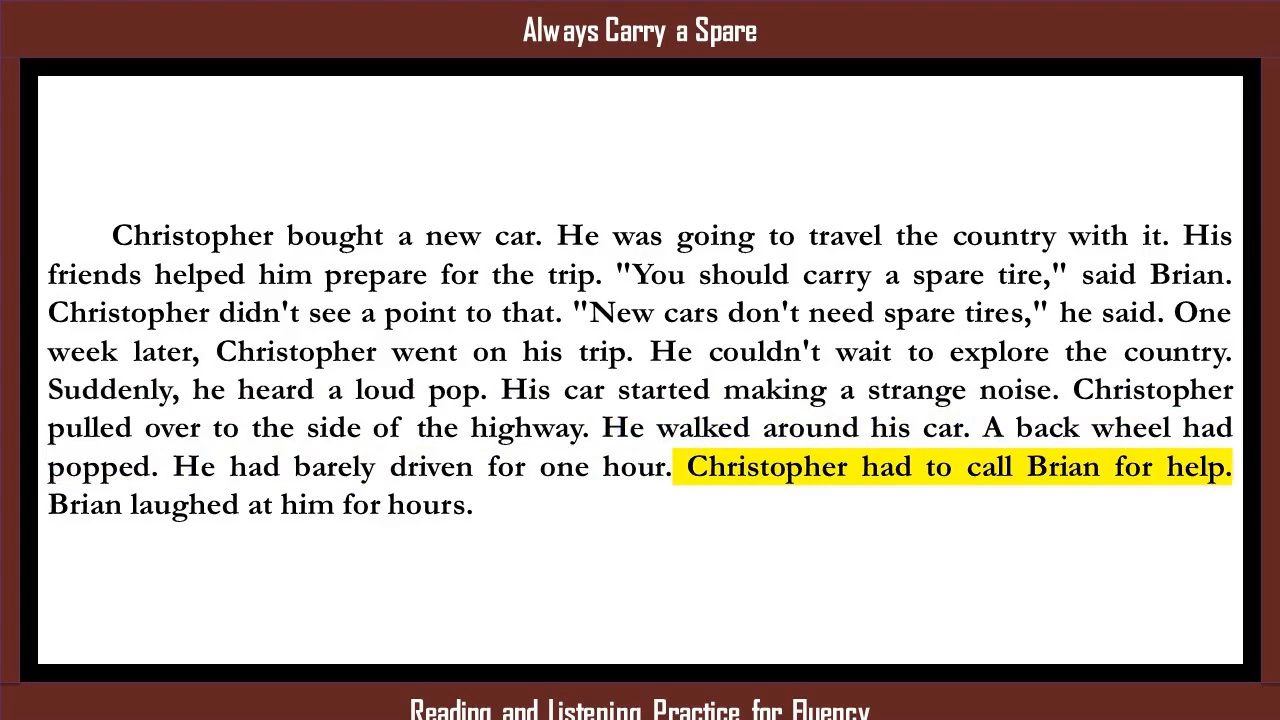 Always Carry a Spare
Christopher bought a new car. He was going to travel the country with it. His
friends helped him prepare for the trip. "You should carry a spare tire," said Brian.
Christopher didn't see a point to that. "New cars don't need spare tires," he said. One
week later, Christopher went on his trip. He couldn't wait to explore the country.
Suddenly, he heard a loud pop. His car started making a strange noise. Christopher
pulled over to the side of the highway. He walked around his car. A back wheel had
popped. He had barely driven for one hour. Christopher had to call Brian for help.
Brian laughed at him for hours.
Reading and Listening Practice for Fluency